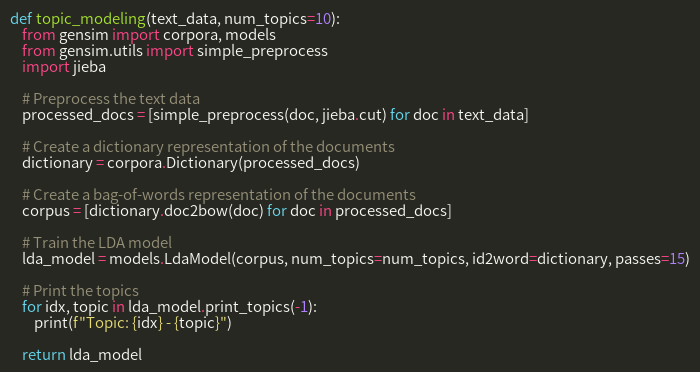 def topic_modeling(text_data, num_topics=10):
from gensim import corpora, models
from gensim.utils import simple_preprocess
import jieba
# Preprocess the text data
processed_docs = [simple_preprocess(doc, jieba.cut) for doc in text_data]
# Create a dictionary representation of the documents
dictionary = corpora.Dictionary(processed_docs)
# Create a bag-of-words representation of the documents
corpus = [dictionary.doc2bow(doc) for doc in processed_docs]
# Train the LDA model
lda_model = models.LdaModel(corpus, num_topics=num_topics, id2word=dictionary, passes=15)
# Print the topics
for idx, topic in lda_model.print_topics(-1):
print(f"Topic: {idx} - {topic}")
return lda_model